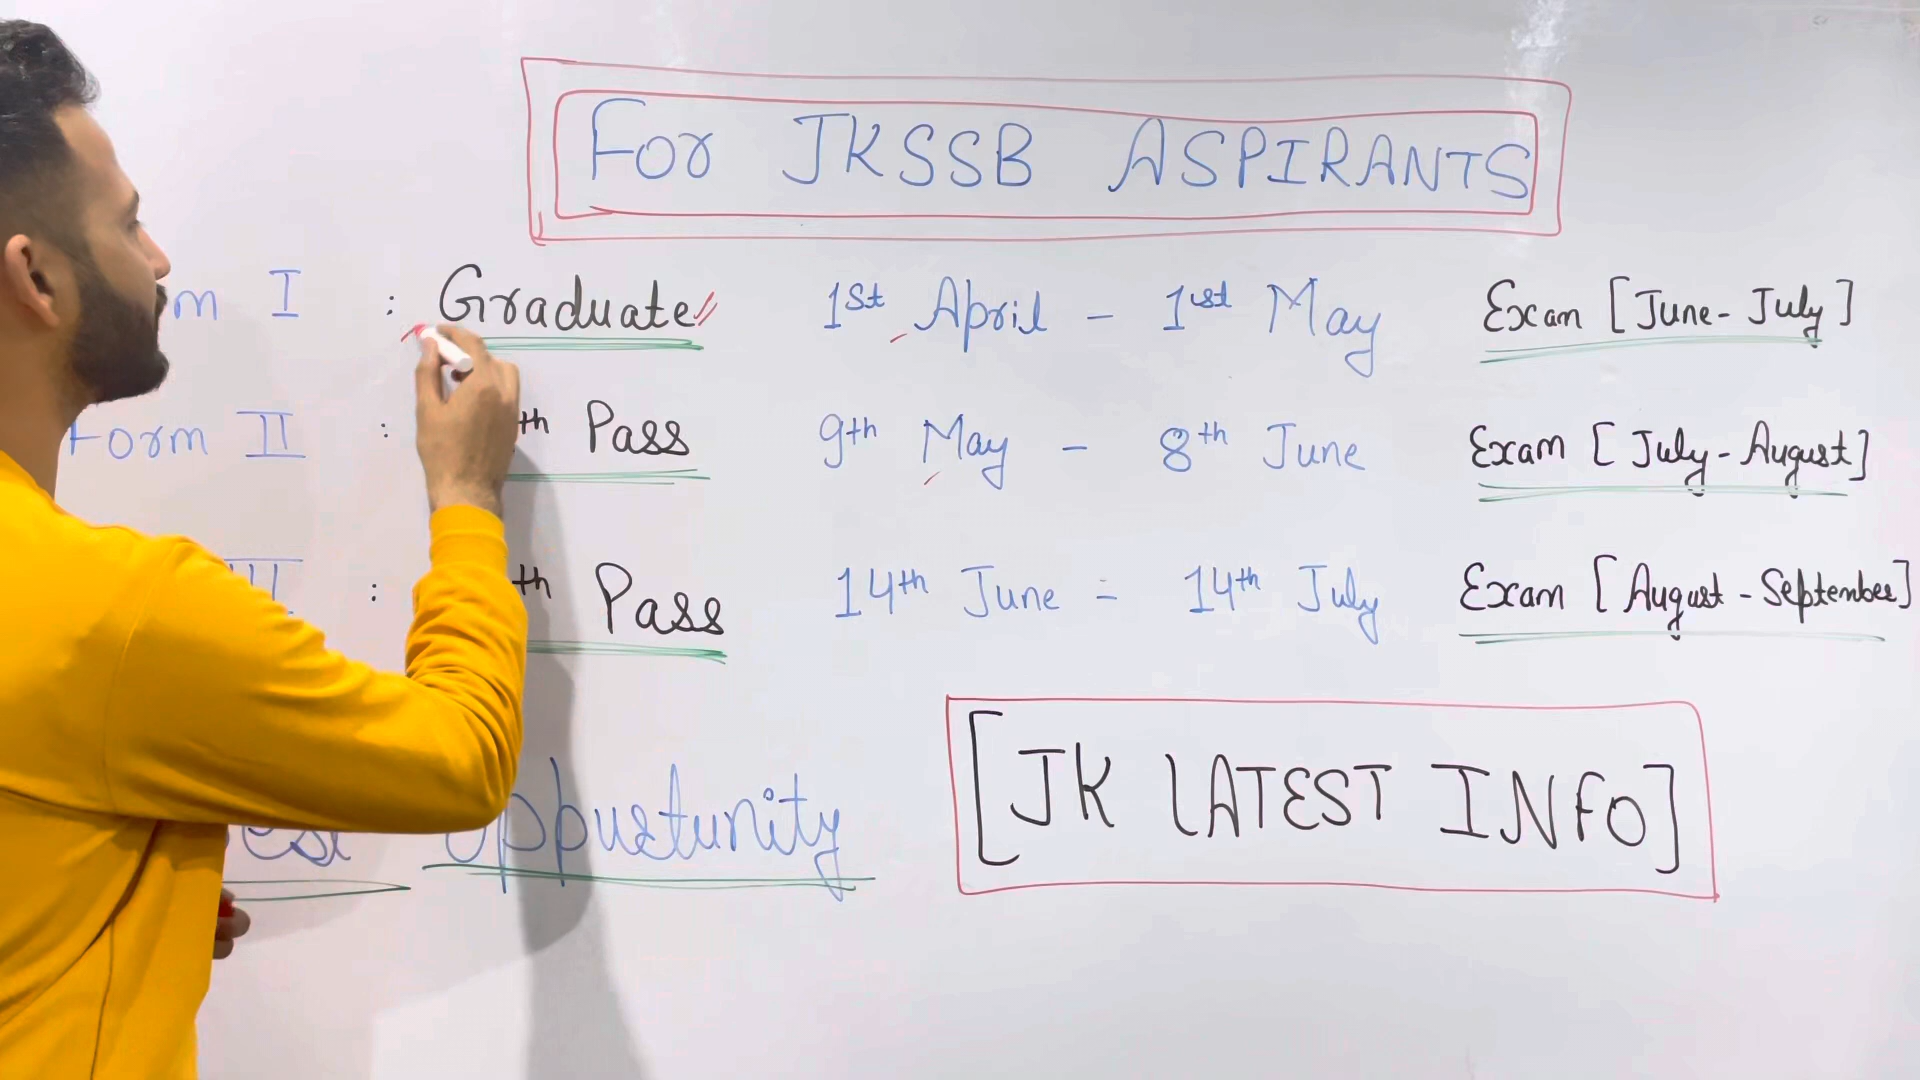 For JKSSB ASPIRANTS
I : Graduate 1st April - 1st May Exam [June - July]
Form II : th Pass 9th May - 8th June Exam [July - August]
III : th Pass 14th June - 14th July Exam [August - September]
Oppurtunity
[JK LATEST INFO]